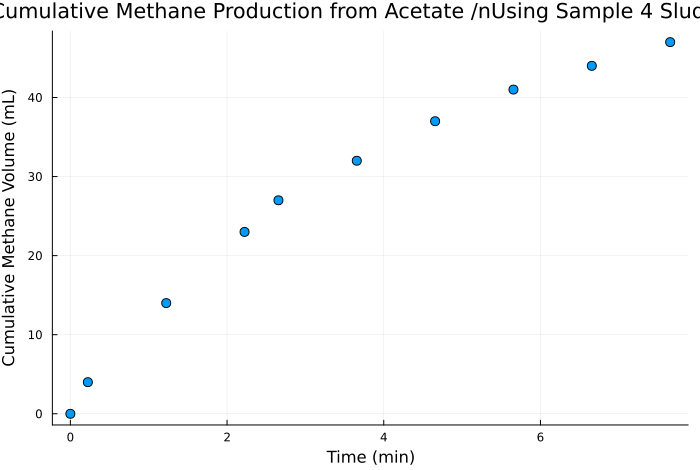 Cumulative Methane Production from Acetate /nUsing Sample 4
Cumulative Methane Volume (mL)
40
30
20
10
0
0 2 4 6
Time (min)